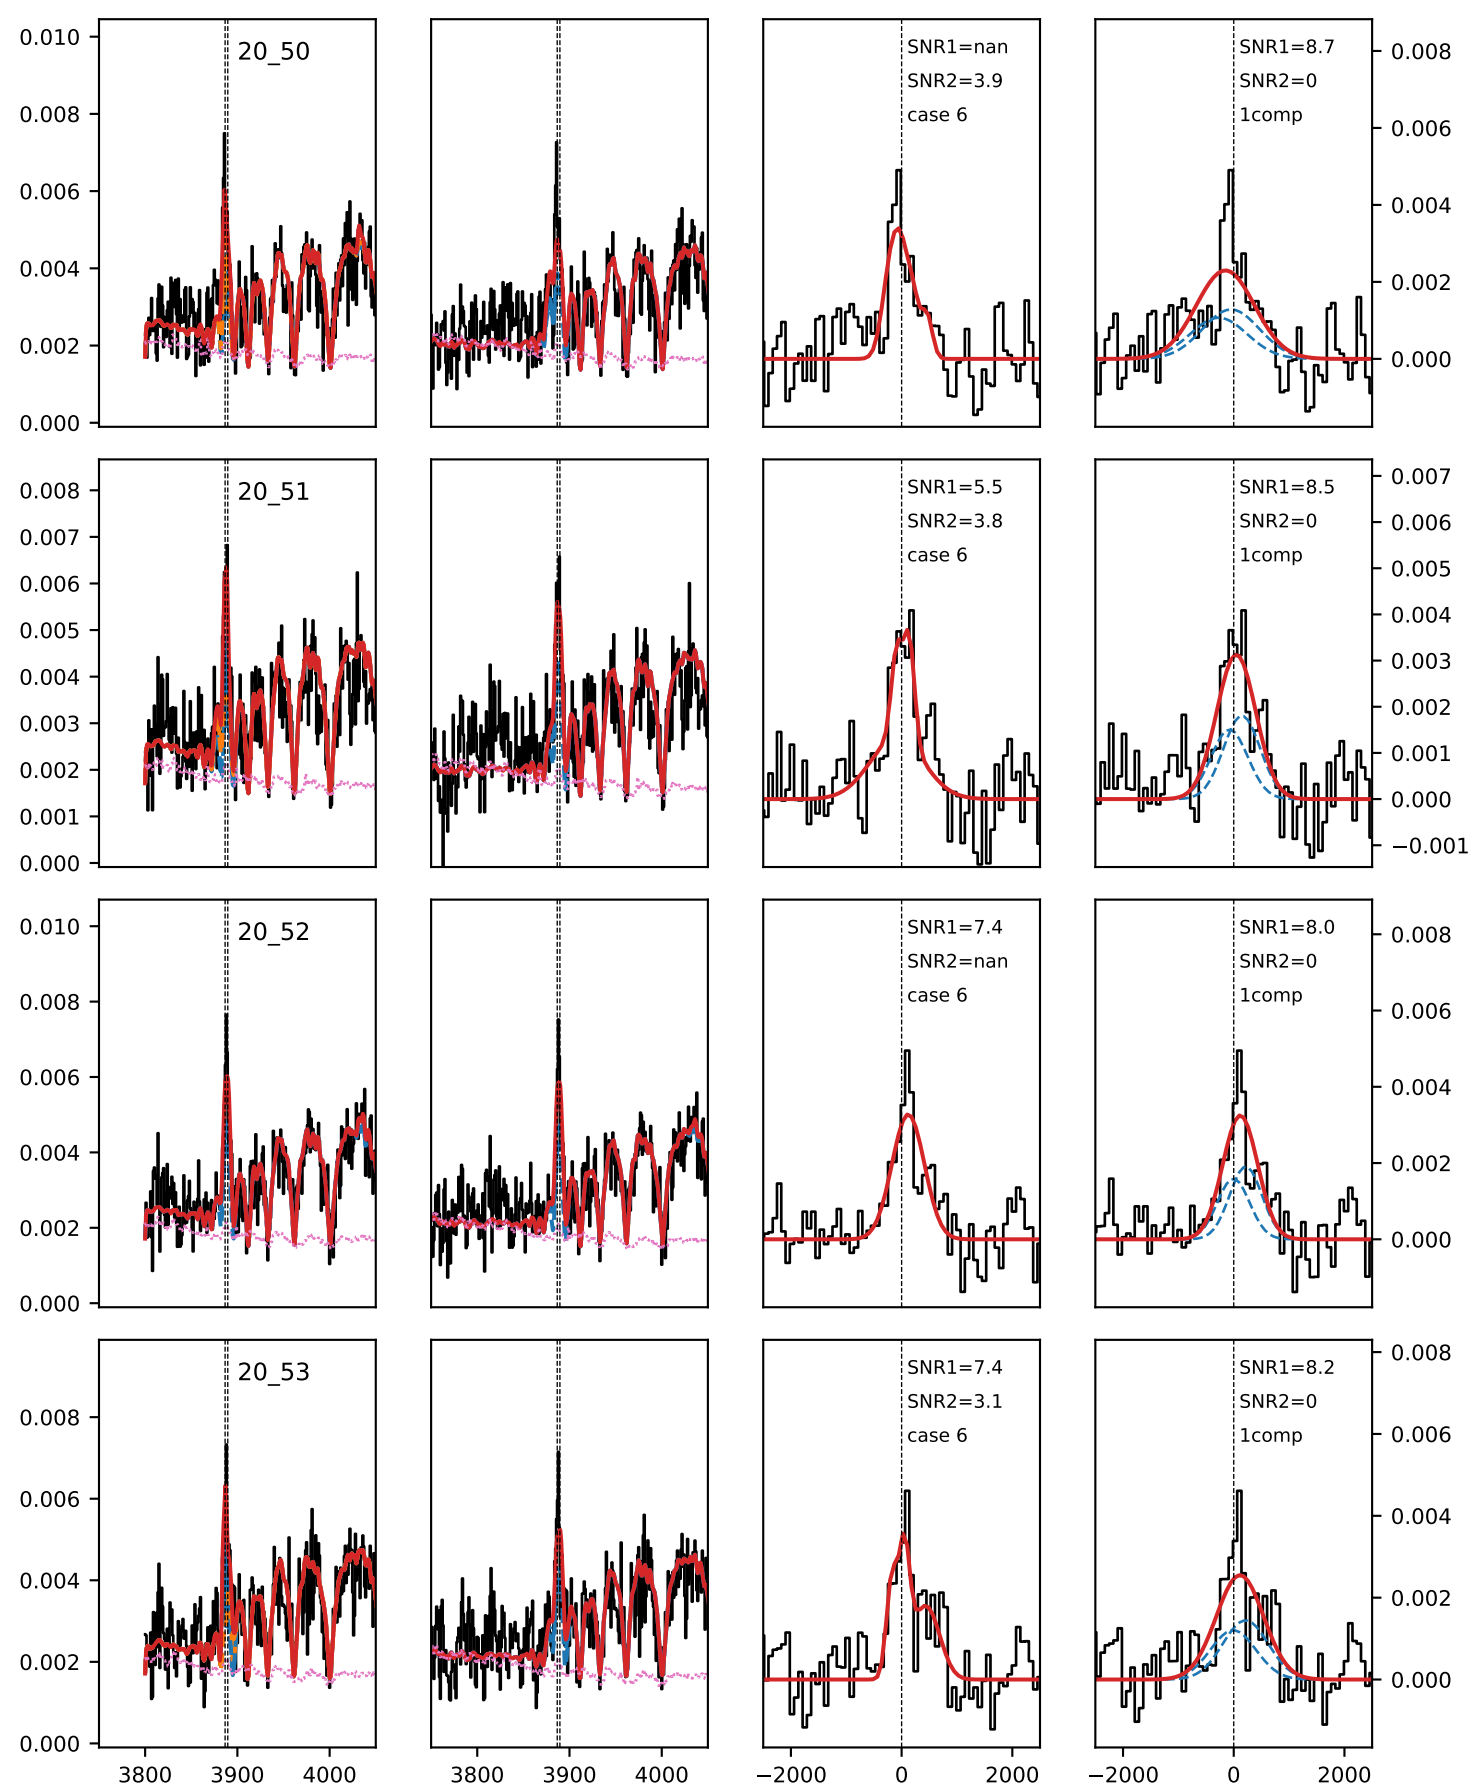 0.010
0.008
0.006
0.004
0.002
0.000
20_50
SNR1=nan
SNR2=3.9
case 6
SNR1=8.7
SNR2=0
1comp
0.008
0.006
0.004
0.002
0.000
0.008
0.007
0.006
0.005
0.004
0.003
0.002
0.001
0.000
20_51
SNR1=5.5
SNR2=3.8
case 6
SNR1=8.5
SNR2=0
1comp
0.007
0.006
0.005
0.004
0.003
0.002
0.001
0.000
−0.001
0.010
0.008
0.006
0.004
0.002
0.000
20_52
SNR1=7.4
SNR2=nan
case 6
SNR1=8.0
SNR2=0
1comp
0.008
0.006
0.004
0.002
0.000
0.008
0.006
0.004
0.002
0.000
20_53
SNR1=7.4
SNR2=3.1
case 6
SNR1=8.2
SNR2=0
1comp
0.008
0.006
0.004
0.002
0.000
3800 3900 4000
3800 3900 4000
−2000 0 2000
−2000 0 2000